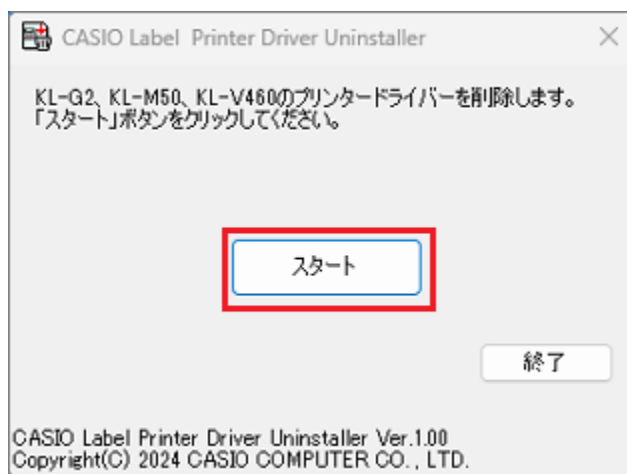 CASIO Label Printer Driver Uninstaller
KL-G2、KL-M50、KL-V460のプリンタードライバーを削除します。
「スタート」ボタンをクリックしてください。
スタート
終了
CASIO Label Printer Driver Uninstaller Ver.1.00
Copyright(C) 2024 CASIO COMPUTER CO., LTD.